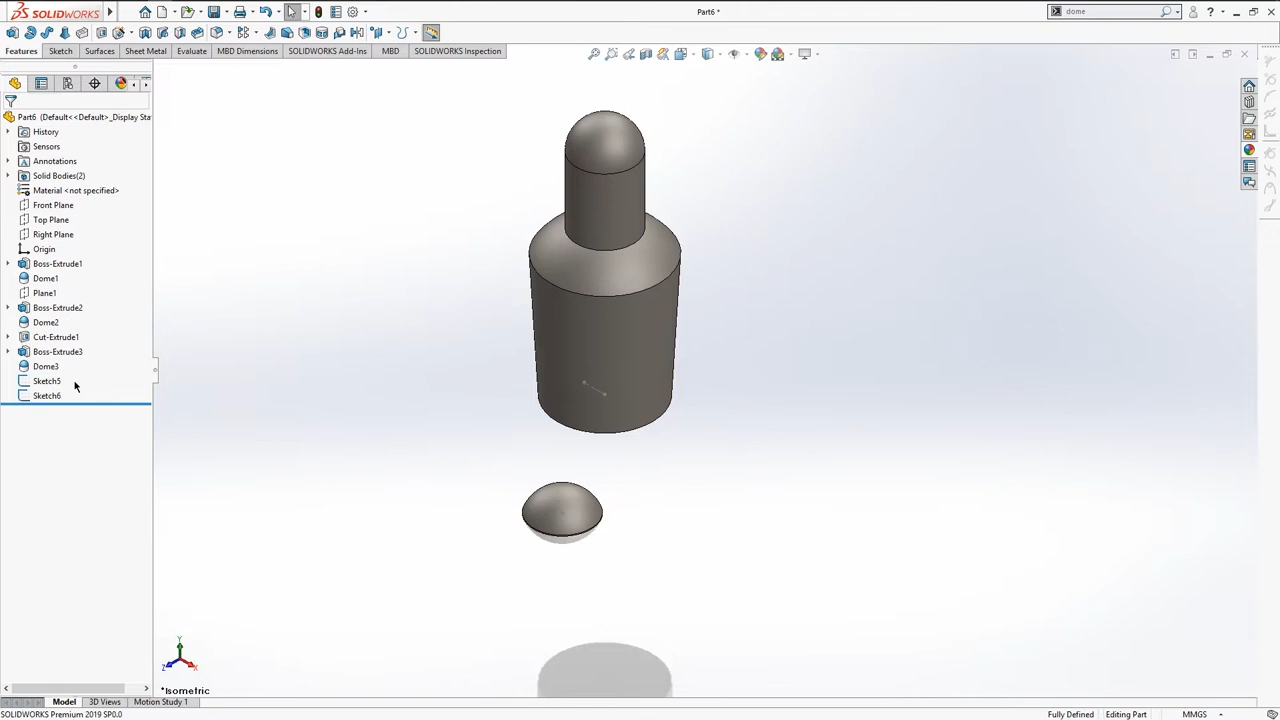 SOLIDWORKS
Part6 *
dome
Features
Sketch
Surfaces
Sheet Metal
Evaluate
MBD Dimensions
SOLIDWORKS Add-Ins
MBD
SOLIDWORKS Inspection
Part6 (Default<<Default>_Display Sta
History
Sensors
Annotations
Solid Bodies(2)
Material <not specified>
Front Plane
Top Plane
Right Plane
Origin
Boss-Extrude1
Dome1
Plane1
Boss-Extrude2
Dome2
Cut-Extrude1
Boss-Extrude3
Dome3
Sketch5
Sketch6
Y
Z
X
*Isometric
Model
3D Views
Motion Study 1
SOLIDWORKS Premium 2019 SP0.0
Fully Defined
Editing Part
MMGS